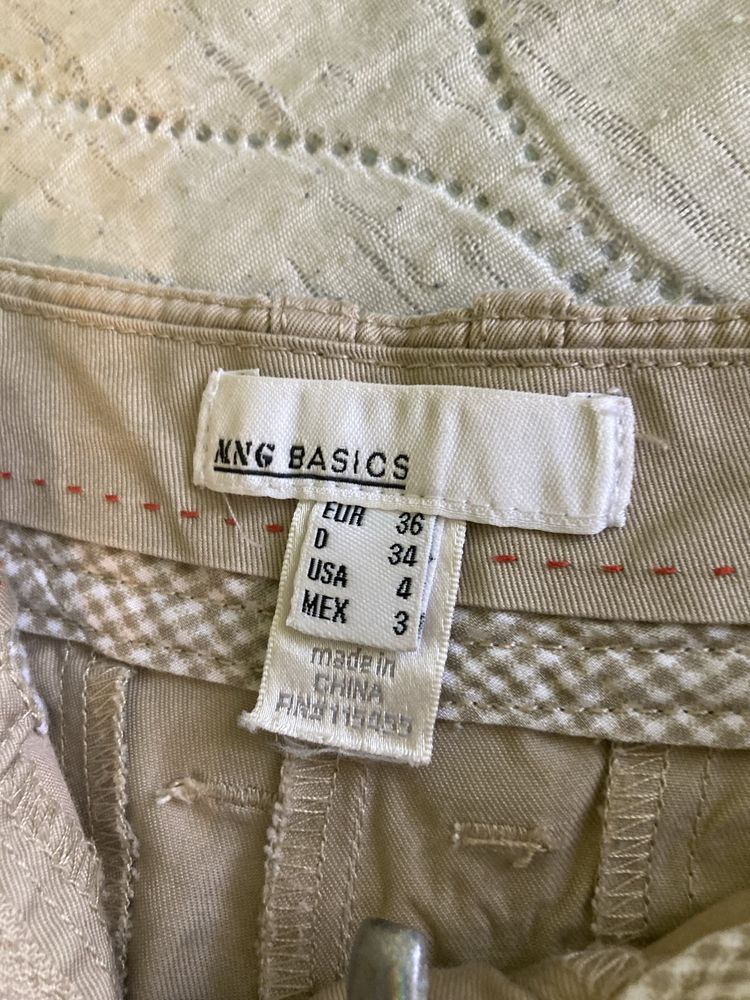 MNG BASICS
EUR 36
D 34
USA 4
MEX 3
made in
CHINA